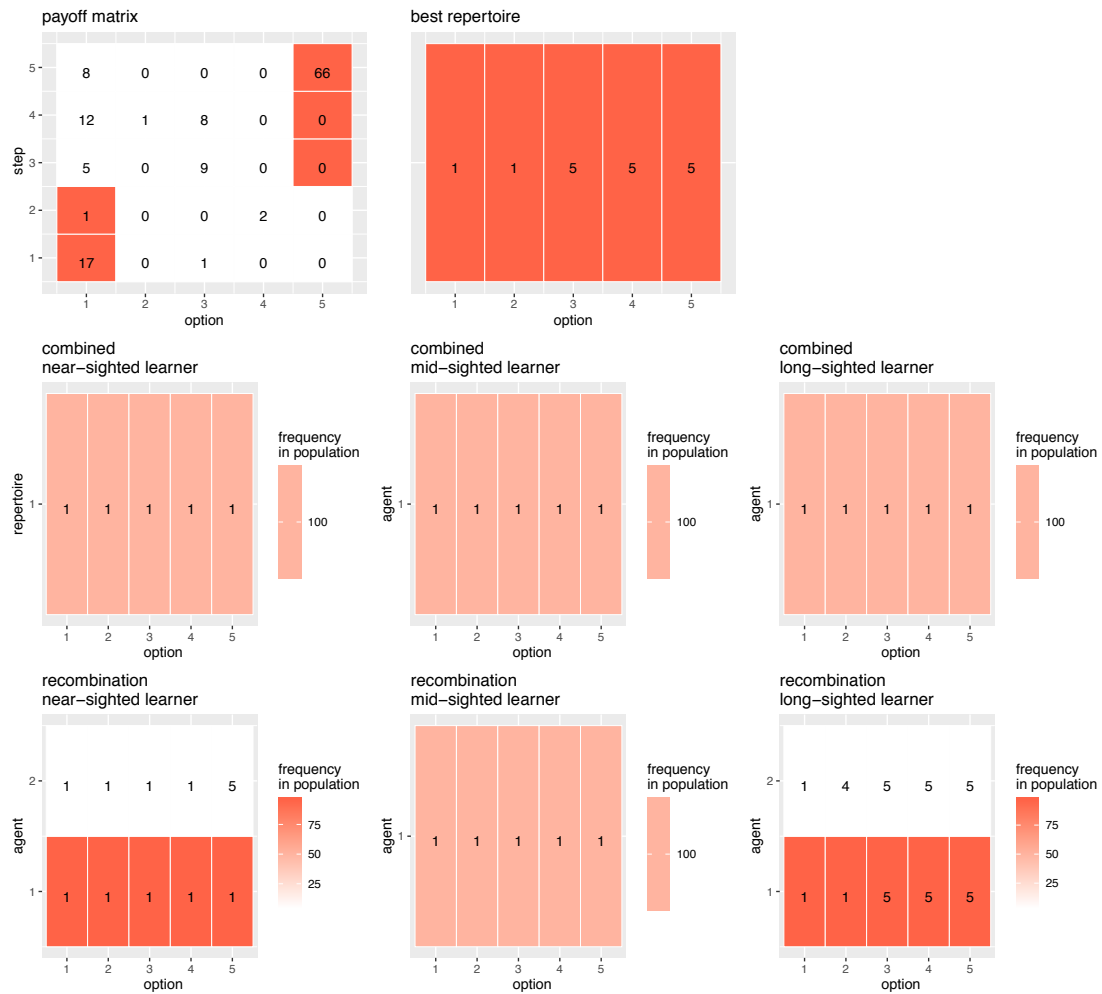 payoff matrix
5 8 0 0 0 66
4 12 1 8 0 0
3 5 0 9 0 0
2 1 0 0 2 0
1 17 0 1 0 0
step
1 2 3 4 5
option
best repertoire
1 1 5 5 5
1 2 3 4 5
option
combined
near−sighted learner
1 1 1 1 1 1
repertoire
1 2 3 4 5
option
frequency
in population
100
combined
mid−sighted learner
1 1 1 1 1 1
agent
1 2 3 4 5
option
frequency
in population
100
combined
long−sighted learner
1 1 1 1 1 1
agent
1 2 3 4 5
option
frequency
in population
100
recombination
near−sighted learner
2 1 1 1 1 5
1 1 1 1 1 1
agent
1 2 3 4 5
option
frequency
in population
75
50
25
recombination
mid−sighted learner
1 1 1 1 1 1
agent
1 2 3 4 5
option
frequency
in population
100
recombination
long−sighted learner
2 1 4 5 5 5
1 1 1 5 5 5
agent
1 2 3 4 5
option
frequency
in population
75
50
25